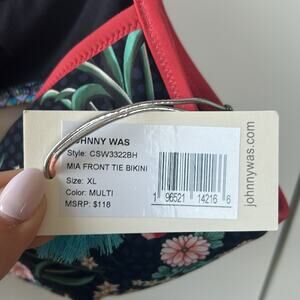 JOHNNY WAS
Style: CSW3322BH
MIA FRONT TIE BIKINI
Size: XL
Color: MULTI
MSRP: $118
1 96521 14216 6
johnnywas.com